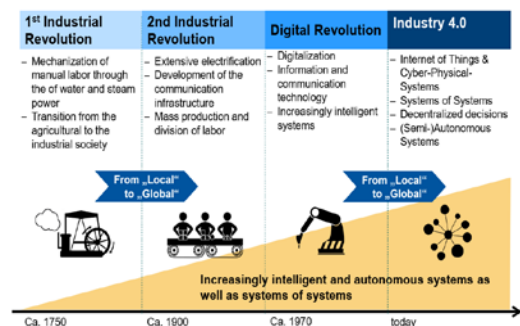 1st Industrial
Revolution
– Mechanization of
manual labor through
the of water and steam
power
– Transition from the
agricultural to the
industrial society
2nd Industrial
Revolution
– Extensive electrification
– Development of the
communication
infrastructure
– Mass production and
division of labor
Digital Revolution
– Digitalization
– Information and
communication
technology
– Increasingly intelligent
systems
Industry 4.0
– Internet of Things &
Cyber-Physical-
Systems
– Systems of Systems
– Decentralized decisions
– (Semi-)Autonomous
Systems
From „Local“
to „Global“
From „Local“
to „Global“
Increasingly intelligent and autonomous systems as
well as systems of systems
Ca. 1750
Ca. 1900
Ca. 1970
today